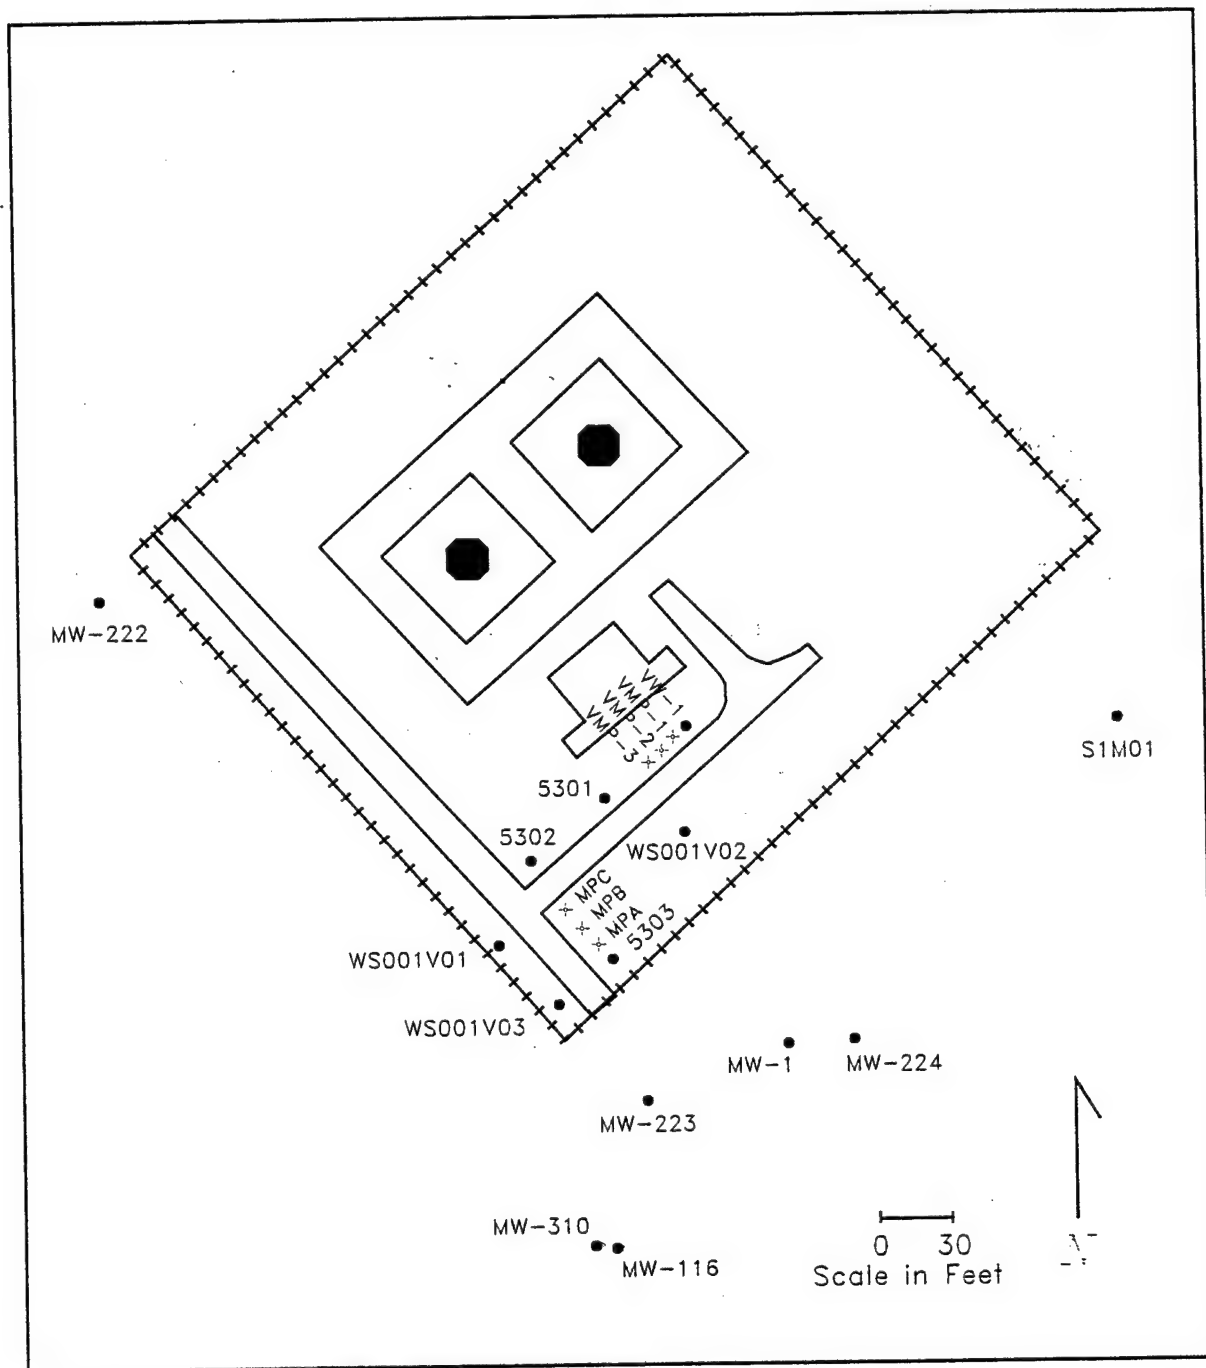 MW-222
VW-1
VMP-1
VMP-2
VMP-3
S1M01
5301
5302
WS001V02
MPC
MPB
MPA
5303
WS001V01
WS001V03
MW-1
MW-224
MW-223
MW-310
MW-116
0 30
Scale in Feet